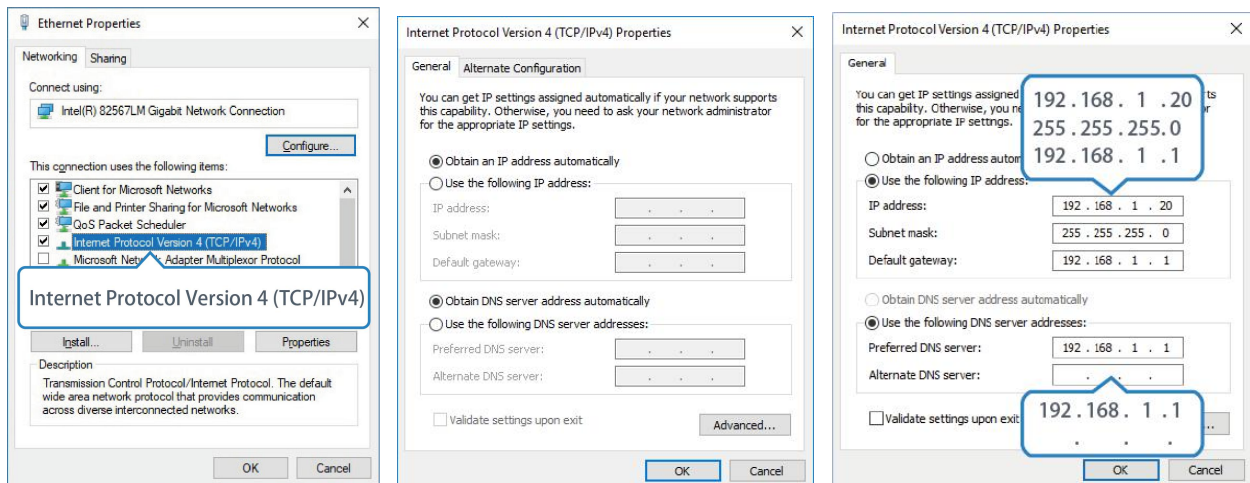 Ethernet Properties
Networking
Sharing
Connect using:
Intel(R) 82567LM Gigabit Network Connection
Configure...
This connection uses the following items:
Client for Microsoft Networks
File and Printer Sharing for Microsoft Networks
QoS Packet Scheduler
Internet Protocol Version 4 (TCP/IPv4)
Microsoft Adapter Multiplexor Protocol
Internet Protocol Version 4 (TCP/IPv4)
Install...
Uninstall
Properties
Description
Transmission Control Protocol/Internet Protocol. The default
wide area network protocol that provides communication
across diverse interconnected networks.
OK
Cancel
Internet Protocol Version 4 (TCP/IPv4) Properties
General
Alternate Configuration
You can get IP settings assigned automatically if your network supports
this capability. Otherwise, you need to ask your network administrator
for the appropriate IP settings.
Obtain an IP address automatically
Use the following IP address:
IP address:
Subnet mask:
Default gateway:
Obtain DNS server address automatically
Use the following DNS server addresses:
Preferred DNS server:
Alternate DNS server:
Validate settings upon exit
Advanced...
OK
Cancel
Internet Protocol Version 4 (TCP/IPv4) Properties
General
You can get IP settings assigned
this capability. Otherwise, you
for the appropriate IP settings.
192.168. 1 .20
255.255.255.0
192.168. 1 .1
Obtain an IP address
Use the following IP address:
IP address:
192 . 168 . 1 . 20
Subnet mask:
255 . 255 . 255 . 0
Default gateway:
192 . 168 . 1 . 1
Obtain DNS server address automatically
Use the following DNS server addresses:
Preferred DNS server:
192 . 168 . 1 . 1
Alternate DNS server:
192.168. 1 .1
Validate settings upon exit
OK
Cancel